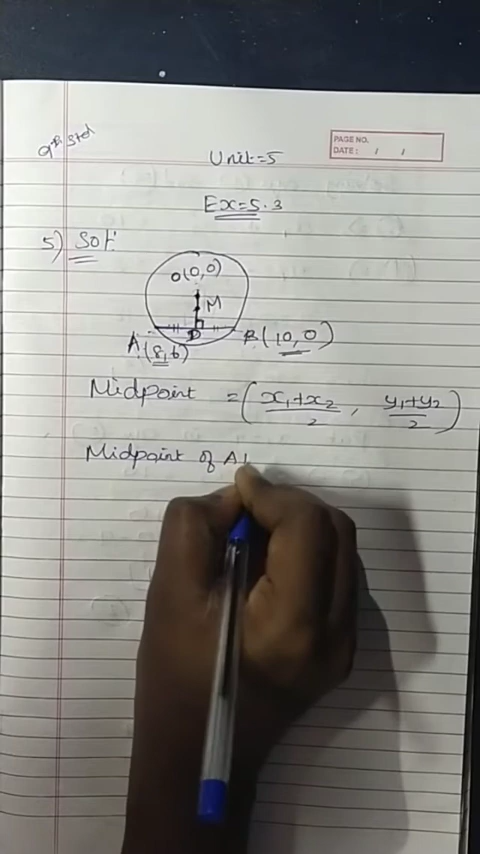 9th Std
PAGE NO.
DATE : / /
Unit=5
Ex=5.3
5) Sol:
O(0,0)
M
D
A(8,6)
B(10,0)
Midpoint = (x₁+x₂/2, y₁+y₂/2)
Midpoint of A